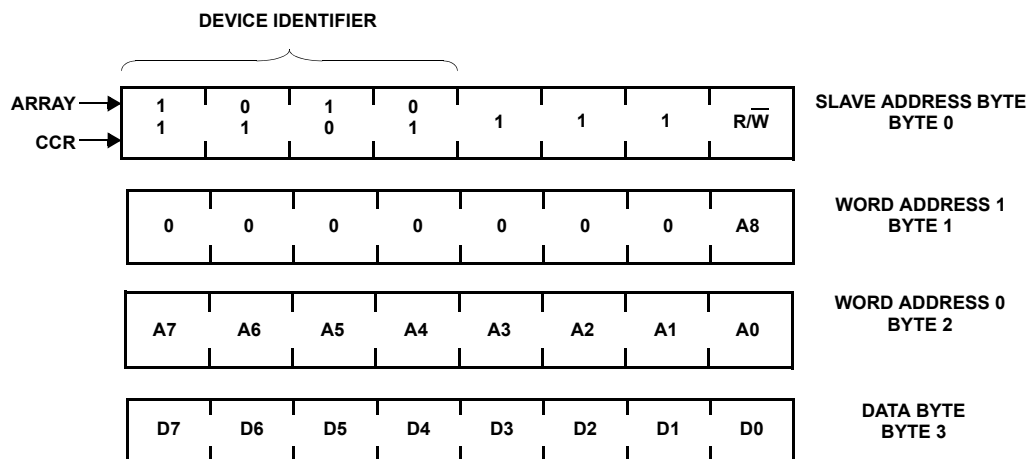 DEVICE IDENTIFIER
ARRAY 1 0 1 0 SLAVE ADDRESS BYTE
CCR 1 1 0 1 1 1 1 R/W̅ BYTE 0
0 0 0 0 0 0 0 A8 WORD ADDRESS 1
BYTE 1
A7 A6 A5 A4 A3 A2 A1 A0 WORD ADDRESS 0
BYTE 2
D7 D6 D5 D4 D3 D2 D1 D0 DATA BYTE
BYTE 3